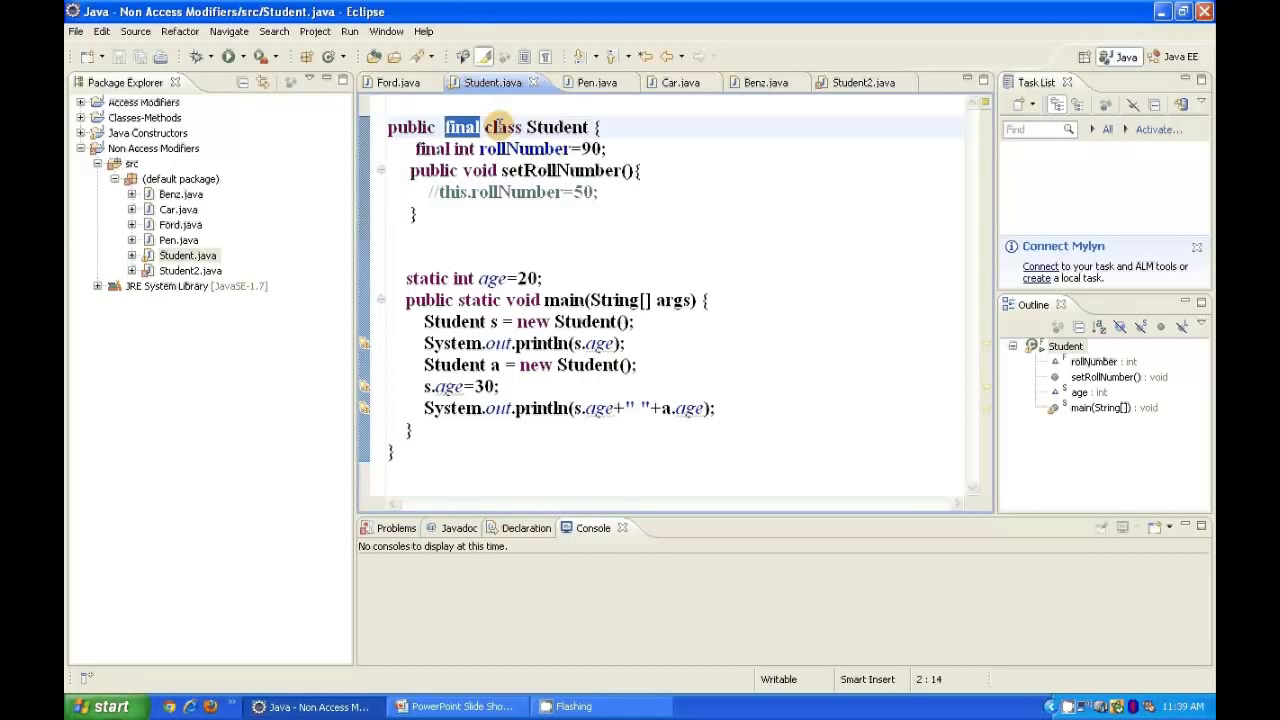 Java - Non Access Modifiers/src/Student.java - Eclipse
File Edit Source Refactor Navigate Search Project Run Window Help
Java Java EE
Package Explorer
Access Modifiers
Classes-Methods
Java Constructors
Non Access Modifiers
src
(default package)
Benz.java
Car.java
Ford.java
Pen.java
Student.java
Student2.java
JRE System Library [JavaSE-1.7]
Ford.java Student.java Pen.java Car.java Benz.java Student2.java
public final class Student {
final int rollNumber=90;
public void setRollNumber(){
//this.rollNumber=50;
}
static int age=20;
public static void main(String[] args) {
Student s = new Student();
System.out.println(s.age);
Student a = new Student();
s.age=30;
System.out.println(s.age+" "+a.age);
}
}
Task List
Find All Activate...
Connect Mylyn
Connect to your task and ALM tools or
create a local task.
Outline
Student
rollNumber : int
setRollNumber() : void
age : int
main(String[]) : void
Problems Javadoc Declaration Console
No consoles to display at this time.
Writable Smart Insert 2 : 14
start Java - Non Access M... PowerPoint Slide Sho... Flashing 11:39 AM